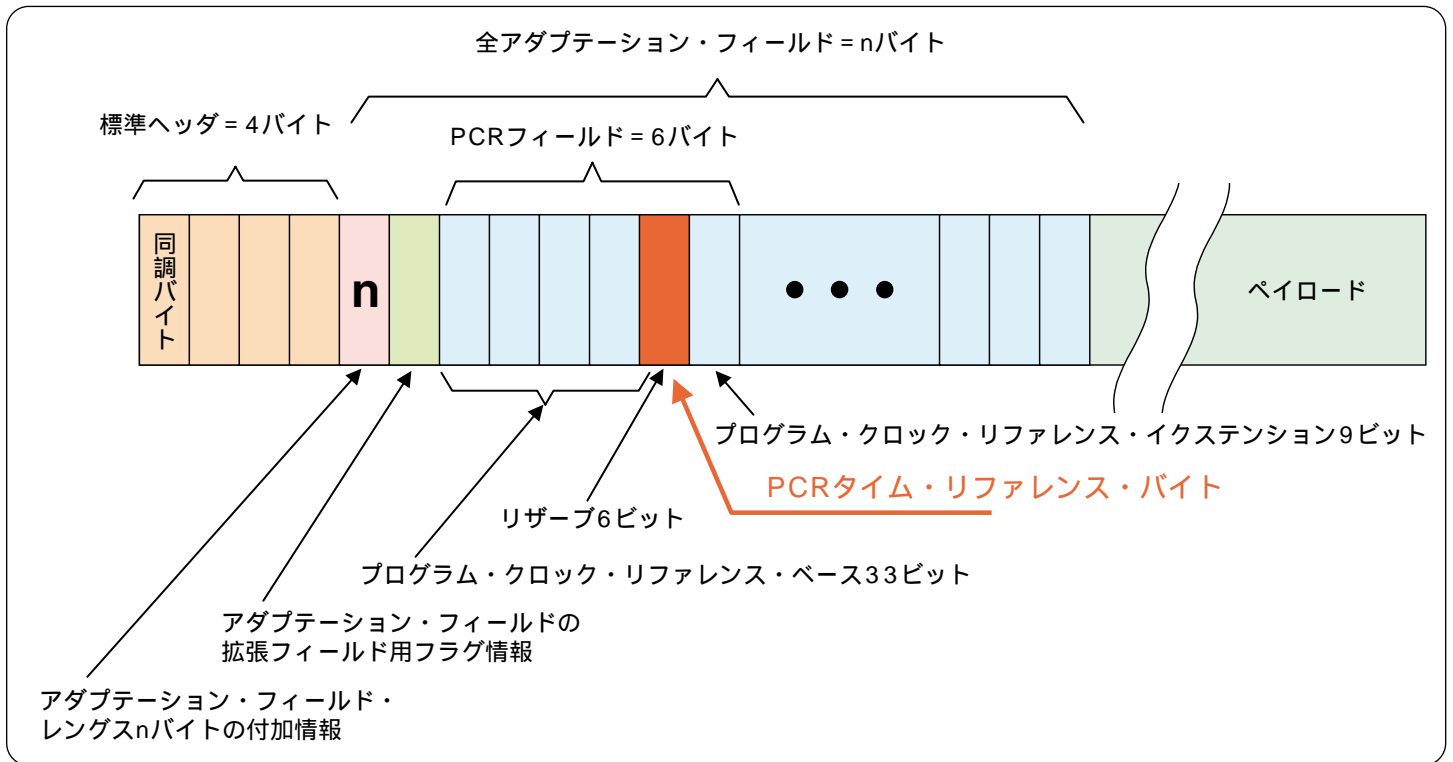 全アダプテーション・フィールド = nバイト
標準ヘッダ = 4バイト
PCRフィールド = 6バイト
同調バイト
n
• • •
ペイロード
プログラム・クロック・リファレンス・イクステンション9ビット
PCRタイム・リファレンス・バイト
リザーブ6ビット
プログラム・クロック・リファレンス・ベース33ビット
アダプテーション・フィールドの
拡張フィールド用フラグ情報
アダプテーション・フィールド・
レングスnバイトの付加情報